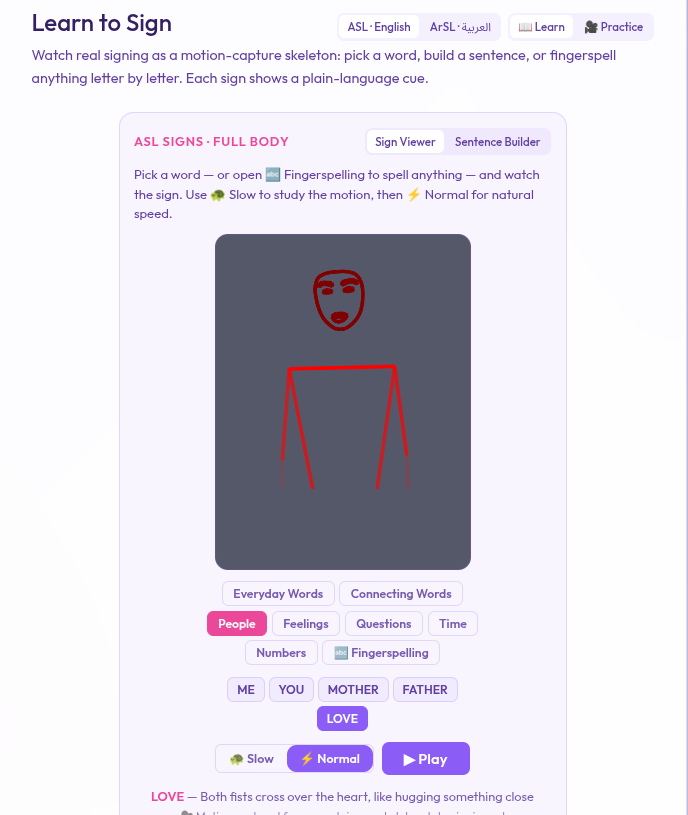 Learn to Sign
ASL · English ArSL · العربية 📖 Learn 🎥 Practice
Watch real signing as a motion-capture skeleton: pick a word, build a sentence, or fingerspell
anything letter by letter. Each sign shows a plain-language cue.
ASL SIGNS · FULL BODY
Sign Viewer Sentence Builder
Pick a word — or open 🔤 Fingerspelling to spell anything — and watch
the sign. Use 🐢 Slow to study the motion, then ⚡ Normal for natural
speed.
Everyday Words Connecting Words
People Feelings Questions Time
Numbers 🔤 Fingerspelling
ME YOU MOTHER FATHER
LOVE
🐢 Slow ⚡ Normal ▶ Play
LOVE — Both fists cross over the heart, like hugging something close